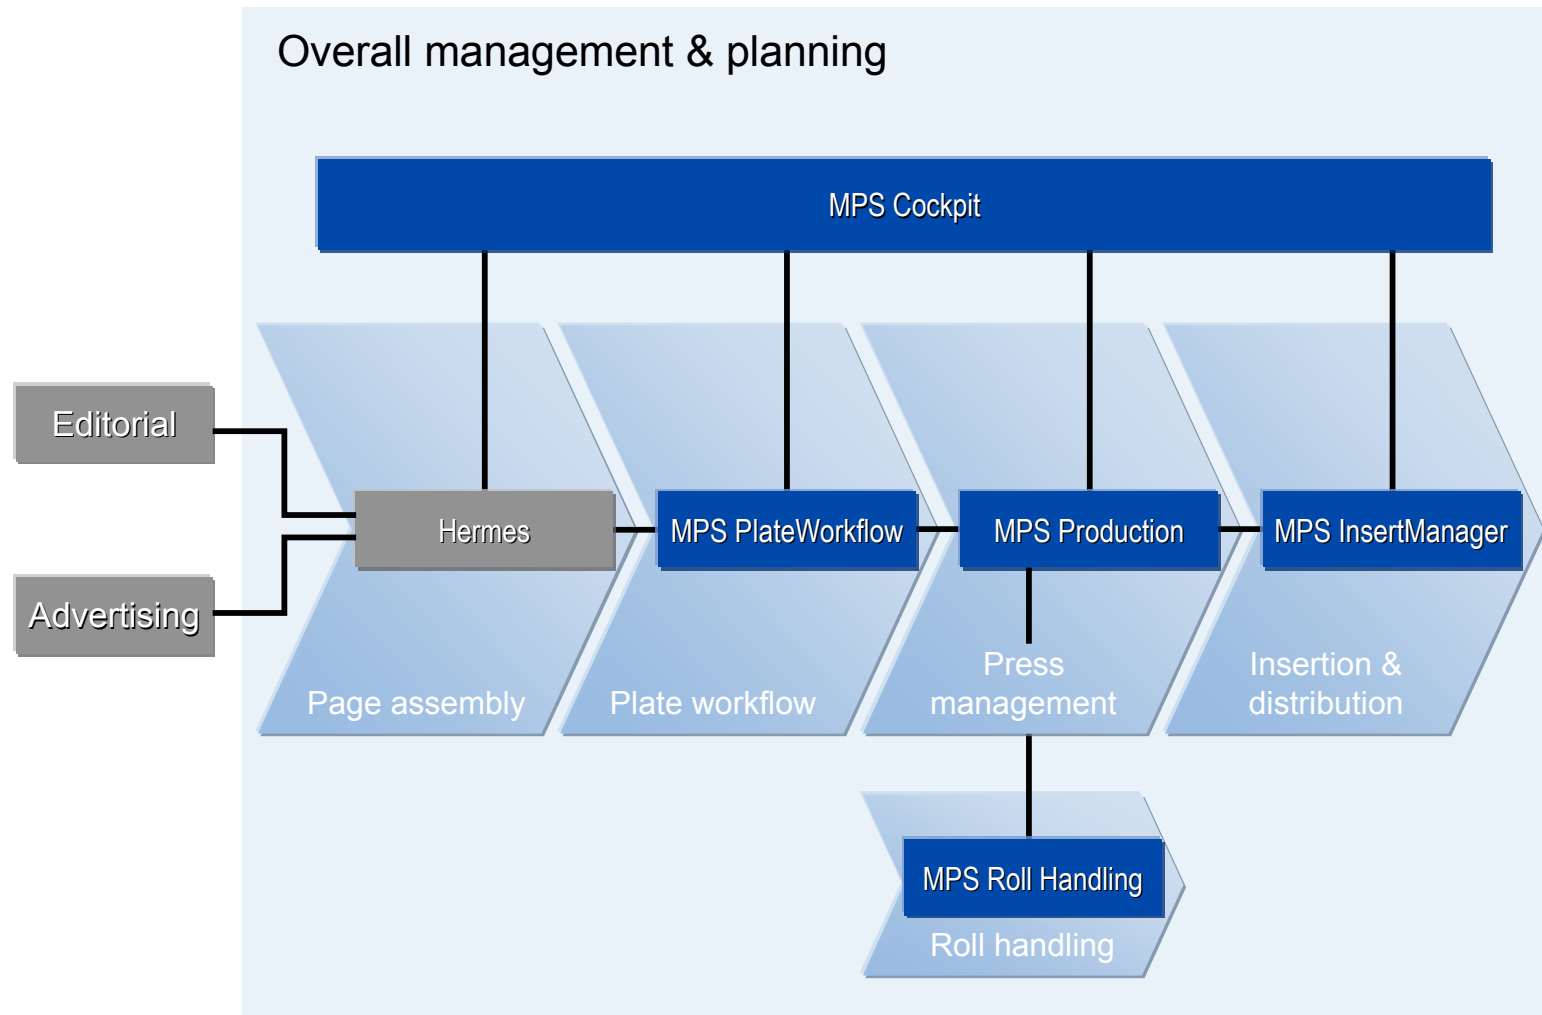 Overall management & planning
MPS Cockpit
Editorial
Advertising
Hermes
MPS PlateWorkflow
MPS Production
MPS InsertManager
Page assembly
Plate workflow
Press
management
Insertion &
distribution
MPS Roll Handling
Roll handling